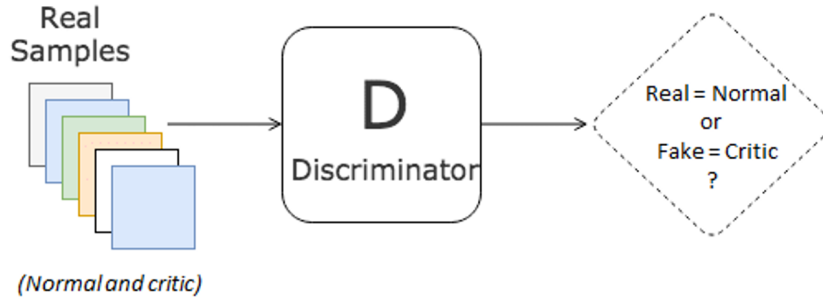 Real
Samples
(Normal and critic)
D
Discriminator
Real = Normal
or
Fake = Critic
?